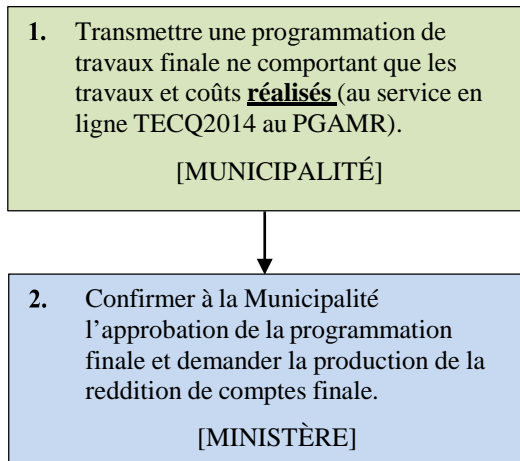 1. Transmettre une programmation de
travaux finale ne comportant que les
travaux et coûts réalisés (au service en
ligne TECQ2014 au PGAMR).
[MUNICIPALITÉ]
2. Confirmer à la Municipalité
l’approbation de la programmation
finale et demander la production de la
reddition de comptes finale.
[MINISTÈRE]